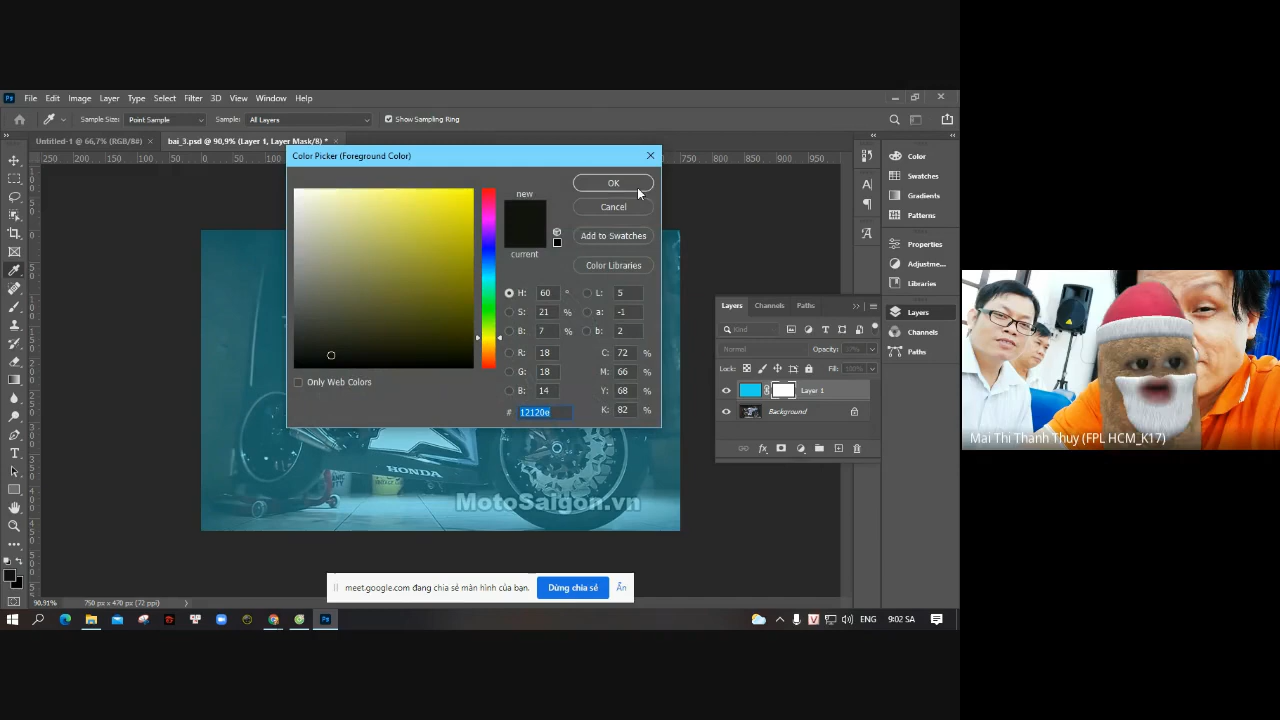 Ps File Edit Image Layer Type Select Filter 3D View Window Help
Sample Size: Point Sample Sample: All Layers Show Sampling Ring
Untitled-1 @ 66,7% (RGB/8#) × bai_3.psd @ 90,9% (Layer 1, Layer Mask/8) * ×
Color Picker (Foreground Color)
new
current
OK
Cancel
Add to Swatches
Color Libraries
H: 60 °
S: 21 %
B: 7 %
R: 18
G: 18
B: 14
# 12120e
L: 5
a: -1
b: 2
C: 72 %
M: 66 %
Y: 68 %
K: 82 %
Only Web Colors
Color
Swatches
Gradients
Patterns
Properties
Adjustme...
Libraries
Layers
Channels
Paths
Layers Channels Paths
Kind
Normal Opacity:
Lock: Fill:
Layer 1
Background
HONDA
MotoSaigon.vn
meet.google.com đang chia sẻ màn hình của bạn. Dừng chia sẻ Ẩn
90,91% 750 px x 470 px (72 ppi)
ENG 9:02 SA
Mai Thi Thanh Thuy (FPL HCM_K17)